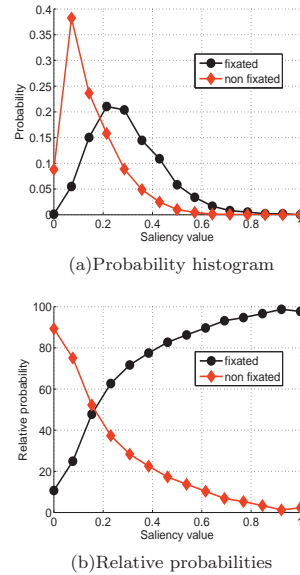 0.4
0.35
0.3
0.25
0.2
0.15
0.1
0.05
0
Probability
fixated
non fixated
0 0.2 0.4 0.6 0.8 1
Saliency value
(a)Probability histogram
100
80
60
40
20
0
Relative probability
fixated
non fixated
0 0.2 0.4 0.6 0.8 1
Saliency value
(b)Relative probabilities